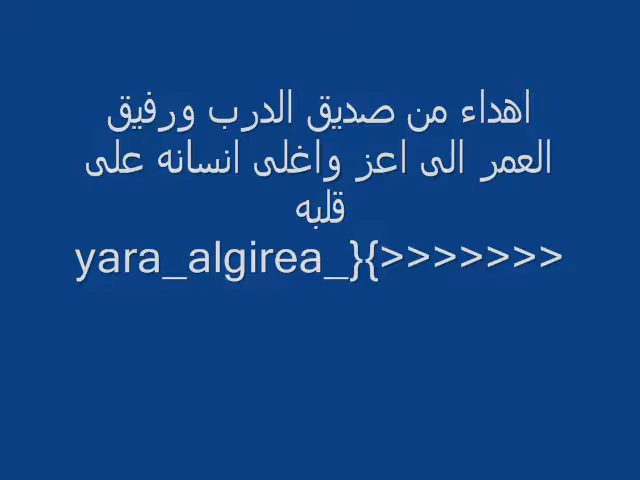 اهداء من صديق الدرب ورفيق
العمر الى اعز واغلى انسانه على
قلبه
yara_algirea_}{>>>>>>>